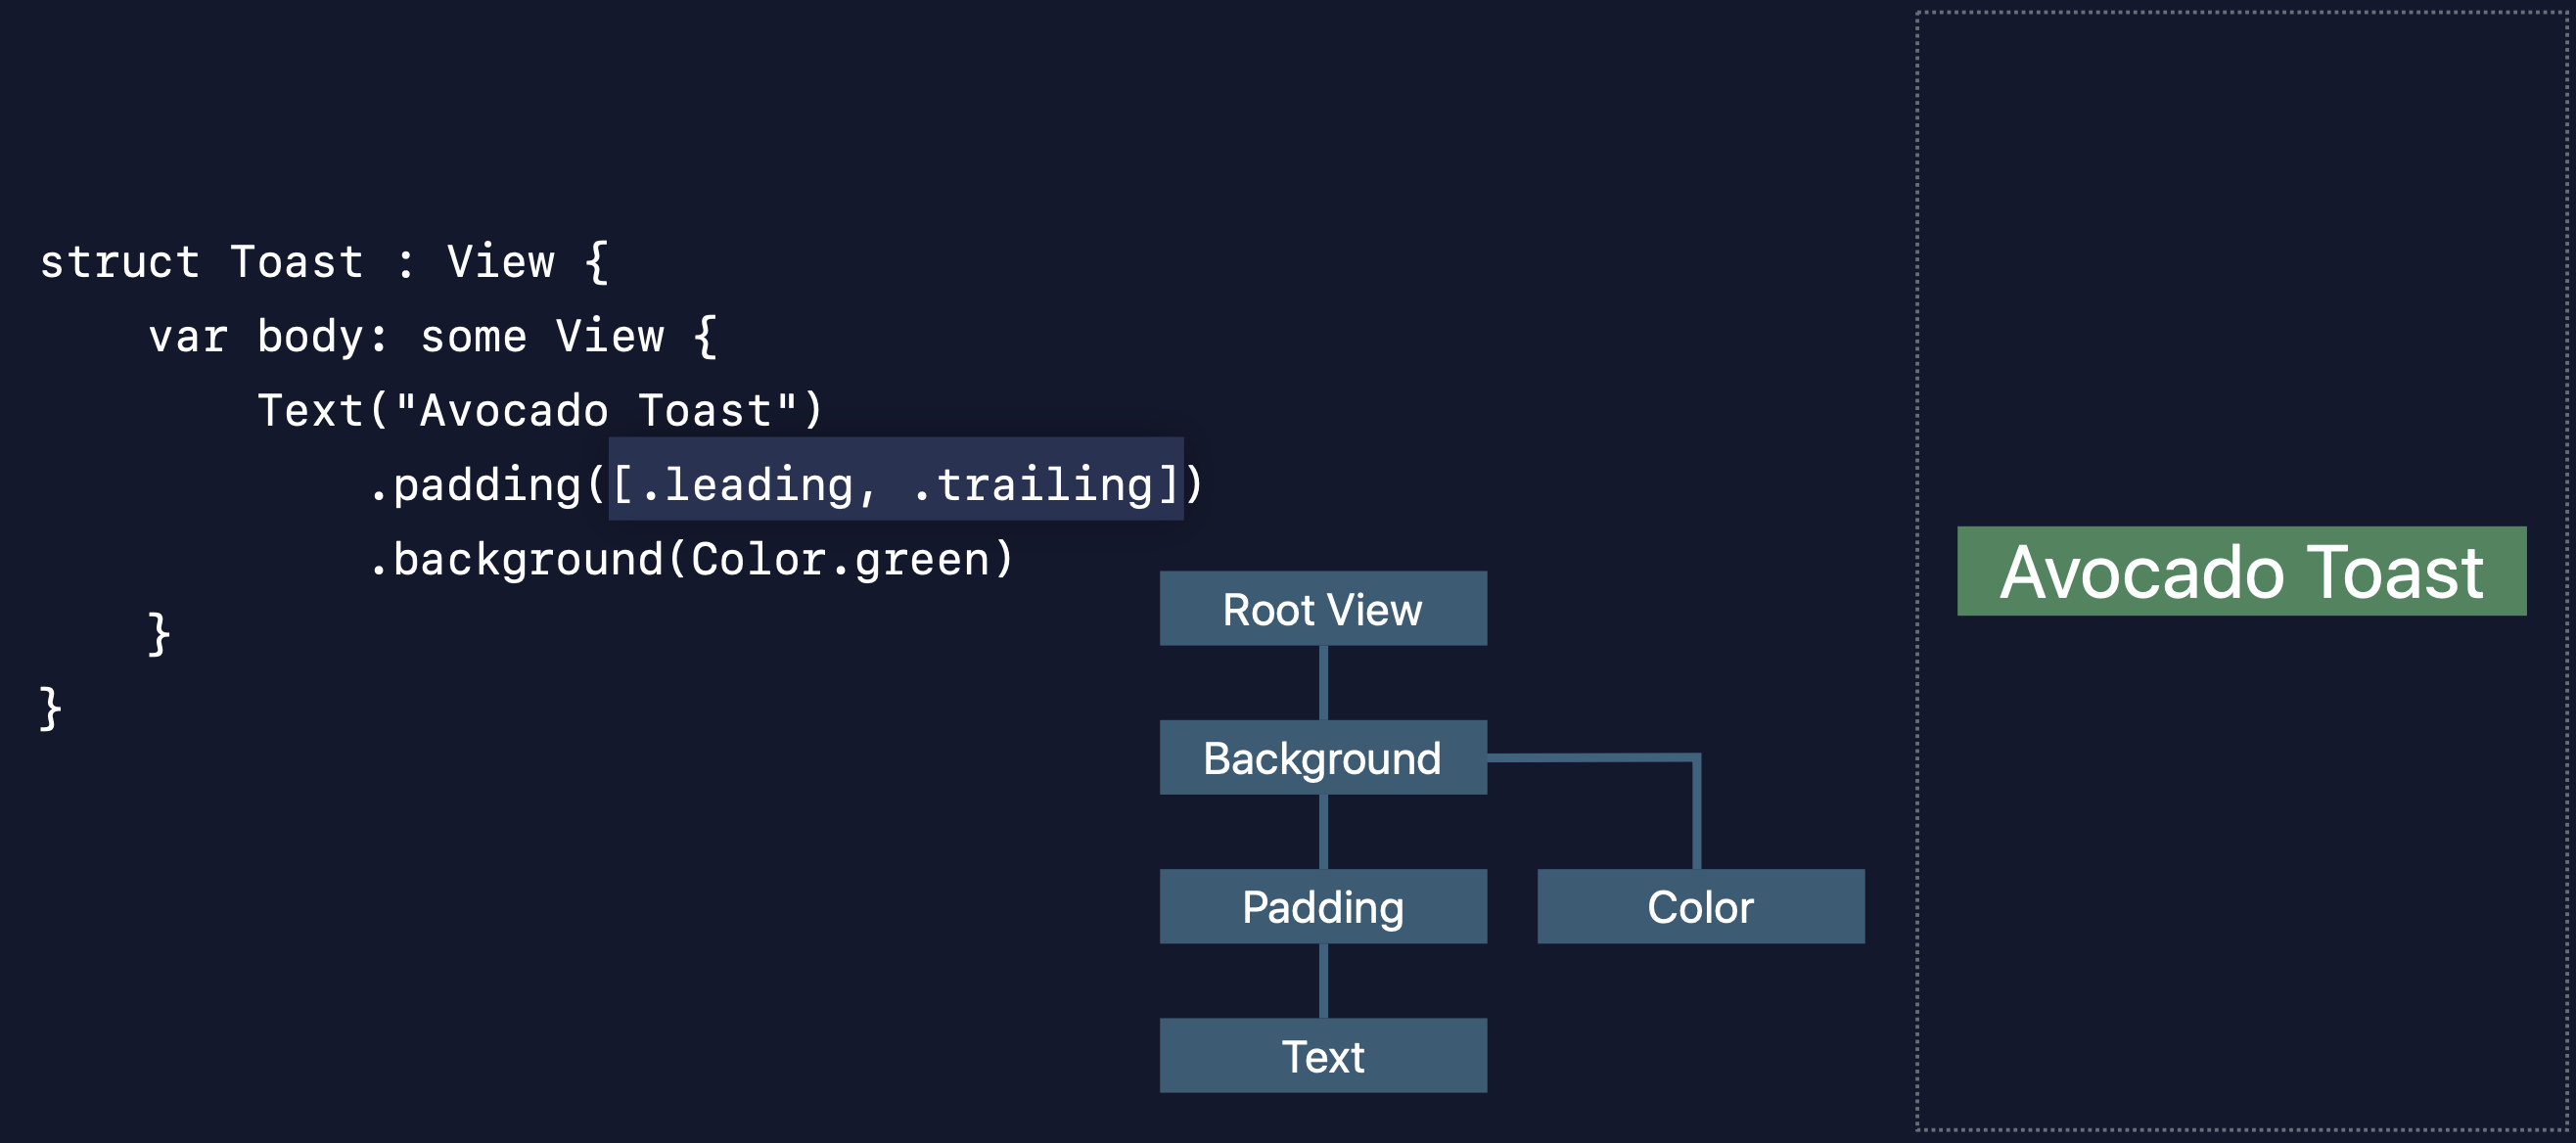 struct Toast : View {
var body: some View {
Text("Avocado Toast")
.padding([.leading, .trailing])
.background(Color.green)
}
}
Root View
Background
Padding
Color
Text
Avocado Toast